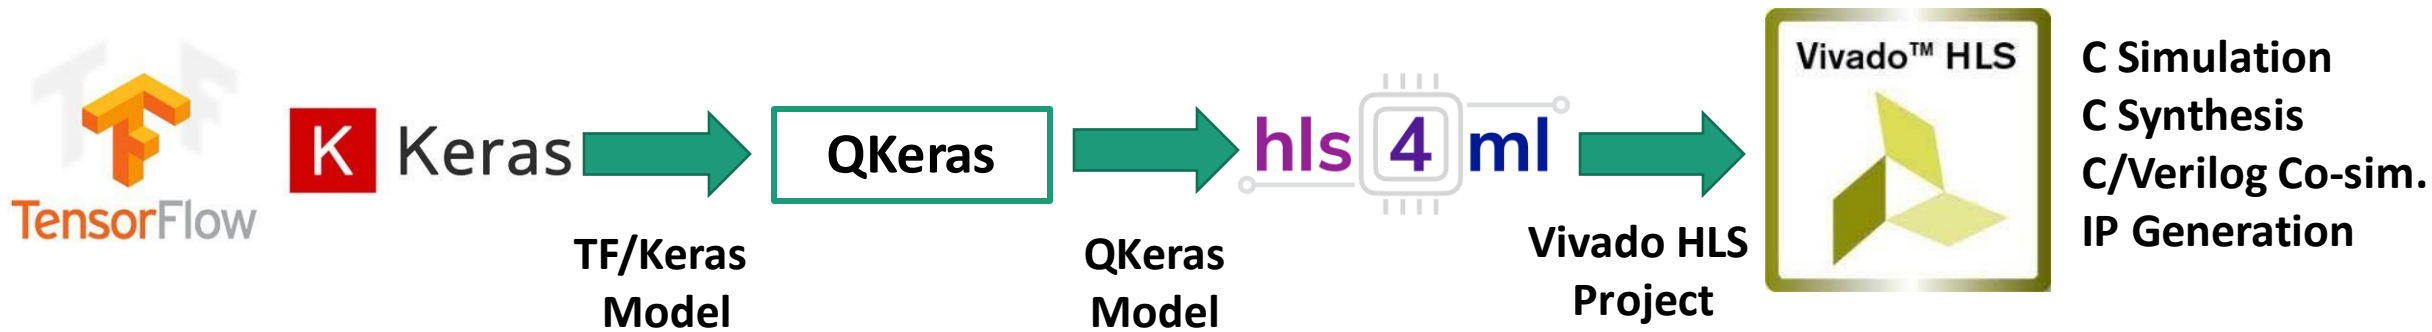 TF
TensorFlow
K Keras
TF/Keras
Model
QKeras
QKeras
Model
hls 4 ml
Vivado HLS
Project
Vivado™ HLS
C Simulation
C Synthesis
C/Verilog Co-sim.
IP Generation